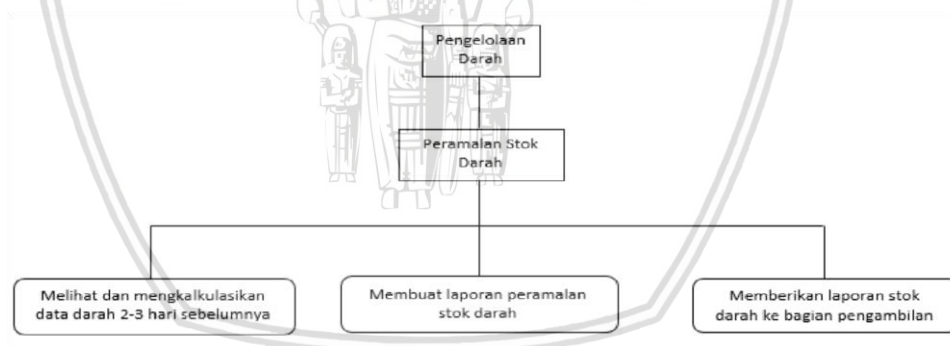 Pengelolaan
Darah
Peramalan Stok
Darah
Melihat dan mengkalkulasikan
data darah 2-3 hari sebelumnya
Membuat laporan peramalan
stok darah
Memberikan laporan stok
darah ke bagian pengambilan